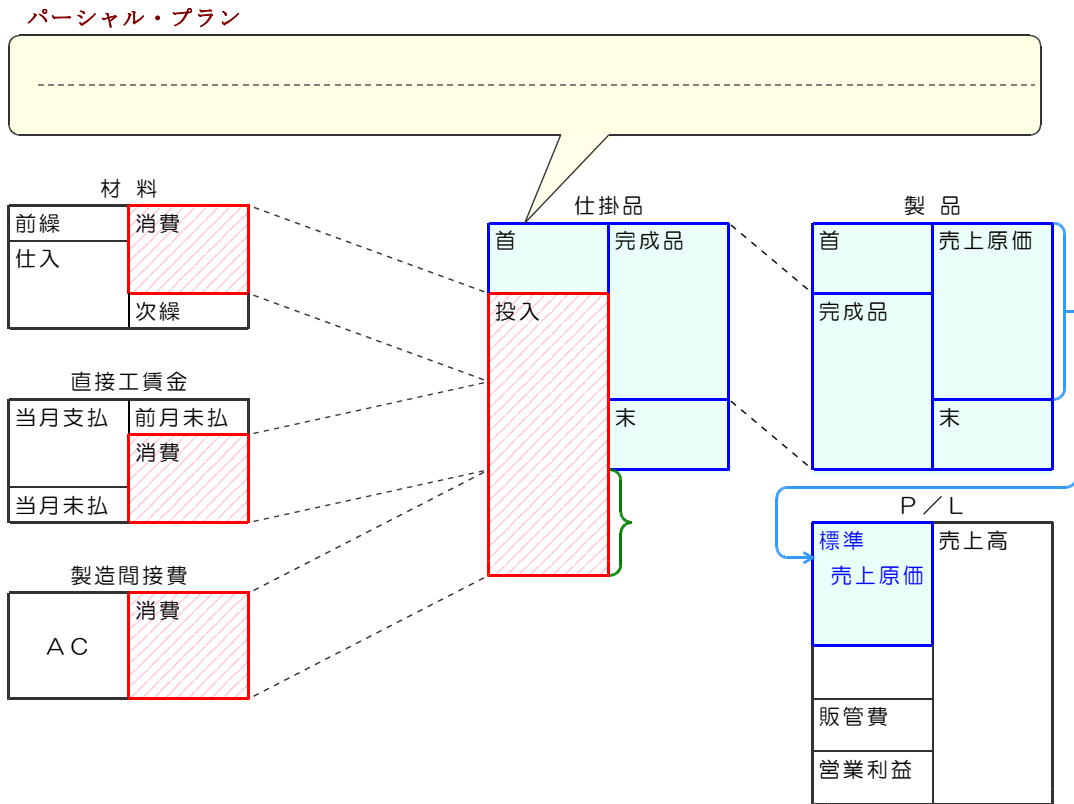 パーシャル・プラン
材 料
前繰
消費
仕入
次繰
直接工賃金
当月支払
前月未払
消費
当月未払
製造間接費
AC
消費
仕掛品
首
完成品
投入
末
製 品
首
売上原価
完成品
末
P/L
標準
売上原価
売上高
販管費
営業利益